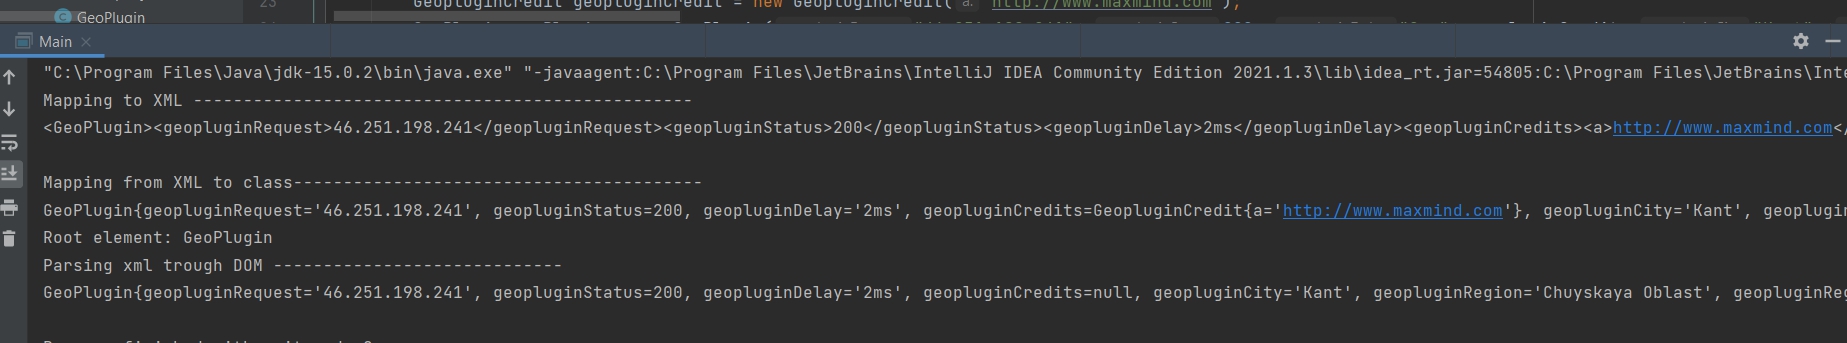 GeoPlugin
23 GeopluginCredit geopluginCredit = new GeopluginCredit( a: "http://www.maxmind.com");
Main
"C:\Program Files\Java\jdk-15.0.2\bin\java.exe" "-javaagent:C:\Program Files\JetBrains\IntelliJ IDEA Community Edition 2021.1.3\lib\idea_rt.jar=54805:C:\Program Files\JetBrains\Inte
Mapping to XML --------------------------------------------------
<GeoPlugin><geopluginRequest>46.251.198.241</geopluginRequest><geopluginStatus>200</geopluginStatus><geopluginDelay>2ms</geopluginDelay><geopluginCredits><a>http://www.maxmind.com</
Mapping from XML to class-----------------------------------------
GeoPlugin{geopluginRequest='46.251.198.241', geopluginStatus=200, geopluginDelay='2ms', geopluginCredits=GeopluginCredit{a='http://www.maxmind.com'}, geopluginCity='Kant', geoplugin
Root element: GeoPlugin
Parsing xml trough DOM -----------------------------
GeoPlugin{geopluginRequest='46.251.198.241', geopluginStatus=200, geopluginDelay='2ms', geopluginCredits=null, geopluginCity='Kant', geopluginRegion='Chuyskaya Oblast', geopluginReg